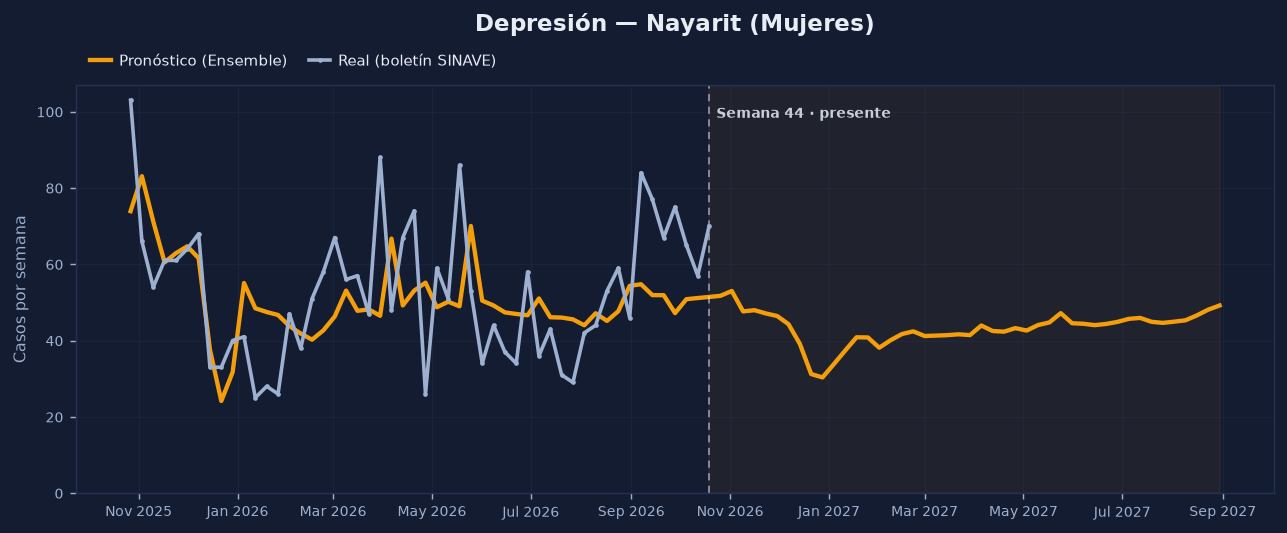 Depresión — Nayarit (Mujeres)
Pronóstico (Ensemble)
Real (boletín SINAVE)
Semana 44 · presente
Casos por semana
100
80
60
40
20
0
Nov 2025
Jan 2026
Mar 2026
May 2026
Jul 2026
Sep 2026
Nov 2026
Jan 2027
Mar 2027
May 2027
Jul 2027
Sep 2027